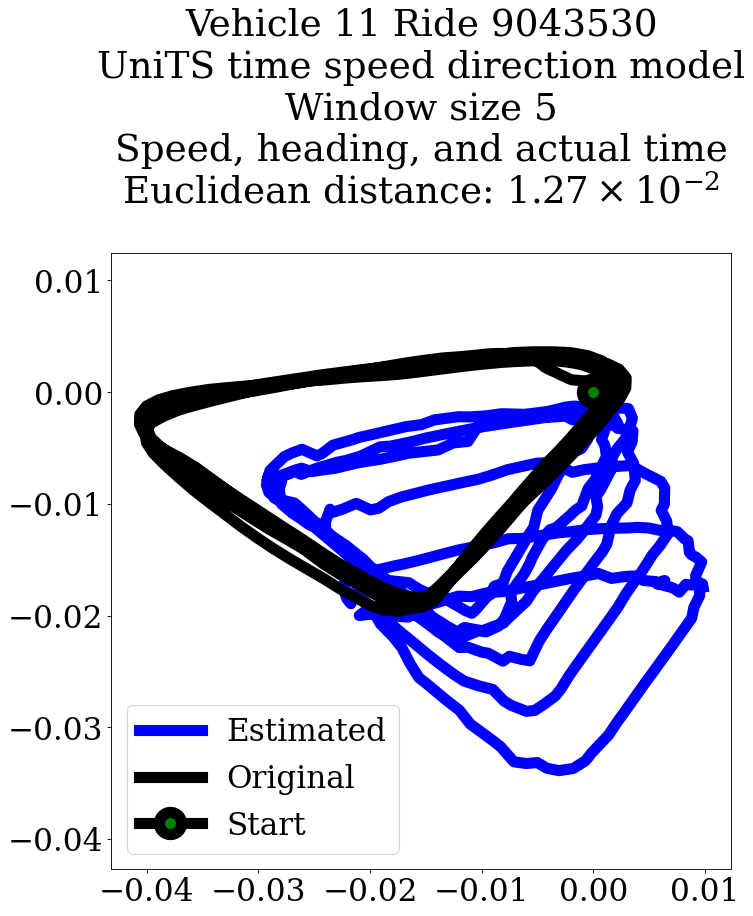 Vehicle 11 Ride 9043530
UniTS time speed direction model
Window size 5
Speed, heading, and actual time
Euclidean distance: 1.27 × 10⁻²
0.01
0.00
−0.01
−0.02
−0.03
−0.04
Estimated
Original
Start
−0.04 −0.03 −0.02 −0.01 0.00 0.01